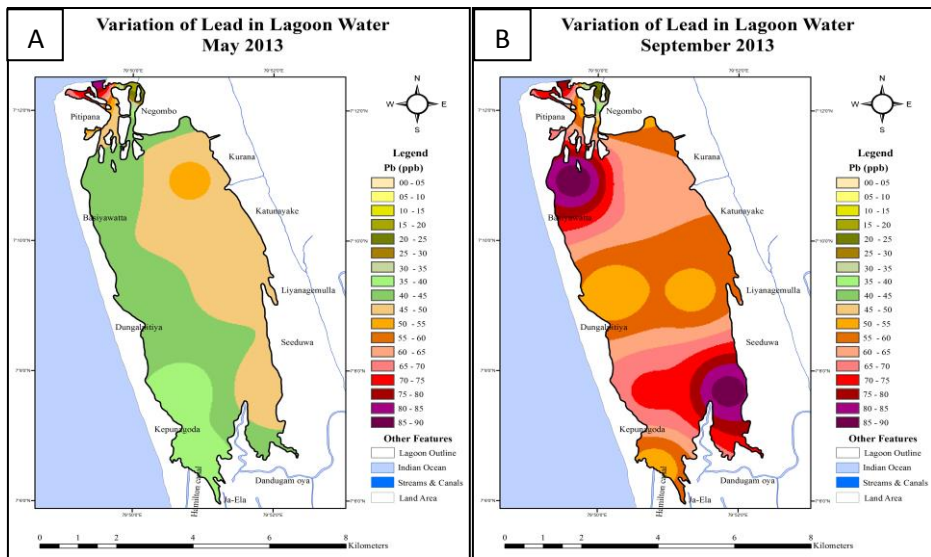 A
Variation of Lead in Lagoon Water
May 2013
N
W E
S
Pitipana
Negombo
Kurana
Katunayake
Basiyawatta
Liyanagemulla
Dungalpitiya
Seeduwa
Kepungoda
Dandugam oya
Hamilton canal
Ja-Ela
Legend
Pb (ppb)
00 - 05
05 - 10
10 - 15
15 - 20
20 - 25
25 - 30
30 - 35
35 - 40
40 - 45
45 - 50
50 - 55
55 - 60
60 - 65
65 - 70
70 - 75
75 - 80
80 - 85
85 - 90
Other Features
Lagoon Outline
Indian Ocean
Streams & Canals
Land Area
0 2 4 6 8
Kilometers
B
Variation of Lead in Lagoon Water
September 2013
N
W E
S
Pitipana
Negombo
Kurana
Katunayake
Basiyawatta
Liyanagemulla
Dungalpitiya
Seeduwa
Kepungoda
Dandugam oya
Hamilton canal
Ja-Ela
Legend
Pb (ppb)
00 - 05
05 - 10
10 - 15
15 - 20
20 - 25
25 - 30
30 - 35
35 - 40
40 - 45
45 - 50
50 - 55
55 - 60
60 - 65
65 - 70
70 - 75
75 - 80
80 - 85
85 - 90
Other Features
Lagoon Outline
Indian Ocean
Streams & Canals
Land Area
0 2 4 6 8
Kilometers